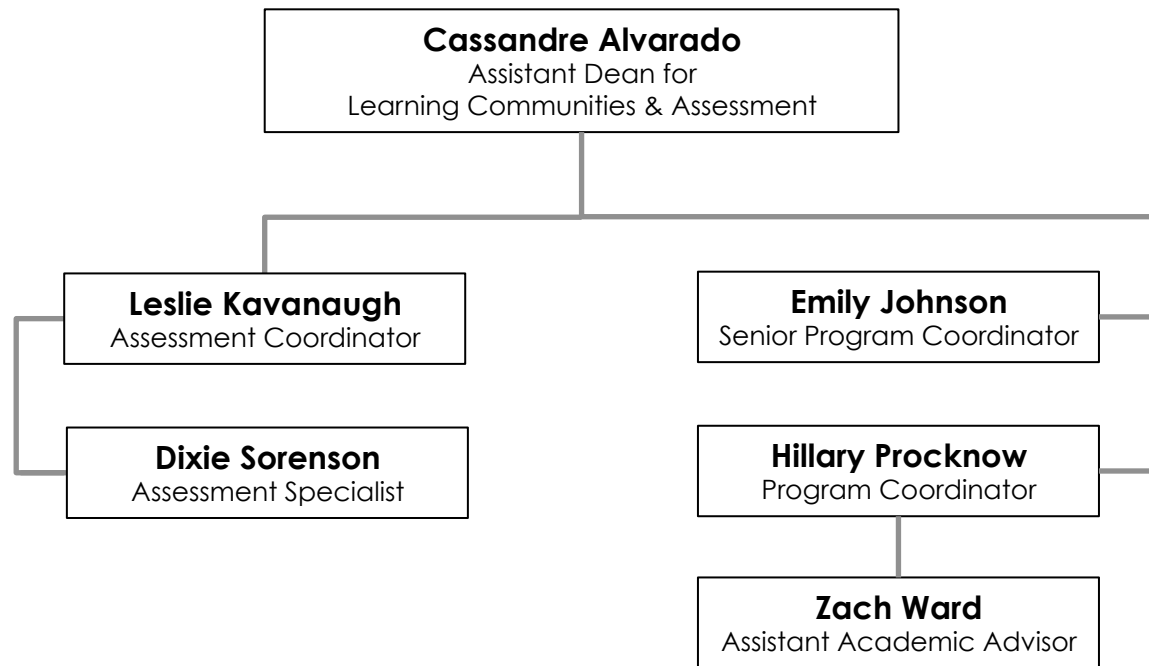 Cassandre Alvarado
Assistant Dean for
Learning Communities & Assessment
Leslie Kavanaugh
Assessment Coordinator
Emily Johnson
Senior Program Coordinator
Dixie Sorenson
Assessment Specialist
Hillary Procknow
Program Coordinator
Zach Ward
Assistant Academic Advisor